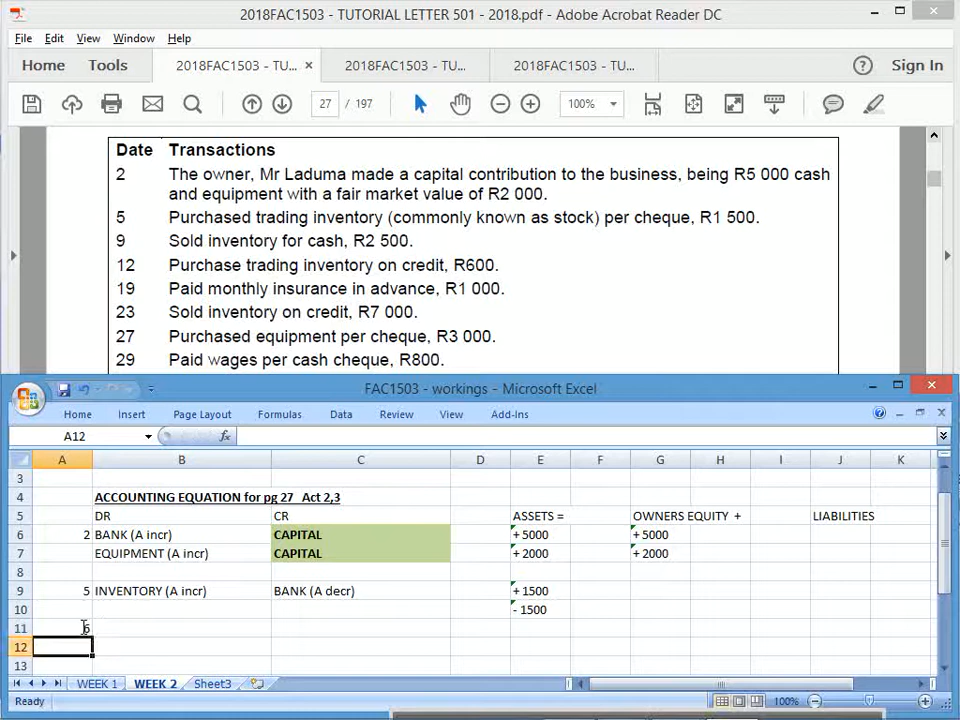 2018FAC1503 - TUTORIAL LETTER 501 - 2018.pdf - Adobe Acrobat Reader DC
File Edit View Window Help
Home Tools 2018FAC1503 - TU... × 2018FAC1503 - TU... 2018FAC1503 - TU... Sign In
27 / 197 100%
Date Transactions
2 The owner, Mr Laduma made a capital contribution to the business, being R5 000 cash
and equipment with a fair market value of R2 000.
5 Purchased trading inventory (commonly known as stock) per cheque, R1 500.
9 Sold inventory for cash, R2 500.
12 Purchase trading inventory on credit, R600.
19 Paid monthly insurance in advance, R1 000.
23 Sold inventory on credit, R7 000.
27 Purchased equipment per cheque, R3 000.
29 Paid wages per cash cheque, R800.
FAC1503 - workings - Microsoft Excel
Home Insert Page Layout Formulas Data Review View Add-Ins
A12 fx
A B C D E F G H I J K
3
4 ACCOUNTING EQUATION for pg 27 Act 2,3
5 DR CR ASSETS = OWNERS EQUITY + LIABILITIES
6 2 BANK (A incr) CAPITAL + 5000 + 5000
7 EQUIPMENT (A incr) CAPITAL + 2000 + 2000
8
9 5 INVENTORY (A incr) BANK (A decr) + 1500
10 - 1500
11
12
13
WEEK 1 WEEK 2 Sheet3
Ready 100%